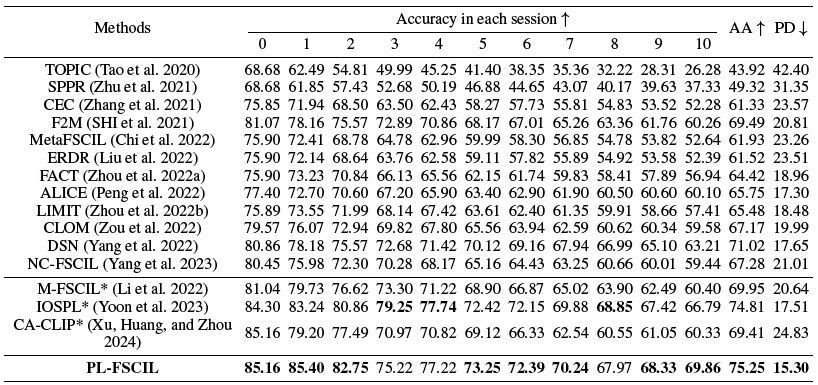 Methods Accuracy in each session ↑ AA ↑ PD ↓
0 1 2 3 4 5 6 7 8 9 10
TOPIC (Tao et al. 2020) 68.68 62.49 54.81 49.99 45.25 41.40 38.35 35.36 32.22 28.31 26.28 43.92 42.40
SPPR (Zhu et al. 2021) 68.68 61.85 57.43 52.68 50.19 46.88 44.65 43.07 40.17 39.63 37.33 49.32 31.35
CEC (Zhang et al. 2021) 75.85 71.94 68.50 63.50 62.43 58.27 57.73 55.81 54.83 53.52 52.28 61.33 23.57
F2M (SHI et al. 2021) 81.07 78.16 75.57 72.89 70.86 68.17 67.01 65.26 63.36 61.76 60.26 69.49 20.81
MetaFSCIL (Chi et al. 2022) 75.90 72.41 68.78 64.78 62.96 59.99 58.30 56.85 54.78 53.82 52.64 61.93 23.26
ERDR (Liu et al. 2022) 75.90 72.14 68.64 63.76 62.58 59.11 57.82 55.89 54.92 53.58 52.39 61.52 23.51
FACT (Zhou et al. 2022a) 75.90 73.23 70.84 66.13 65.56 62.15 61.74 59.83 58.41 57.89 56.94 64.42 18.96
ALICE (Peng et al. 2022) 77.40 72.70 70.60 67.20 65.90 63.40 62.90 61.90 60.50 60.60 60.10 65.75 17.30
LIMIT (Zhou et al. 2022b) 75.89 73.55 71.99 68.14 67.42 63.61 62.40 61.35 59.91 58.66 57.41 65.48 18.48
CLOM (Zou et al. 2022) 79.57 76.07 72.94 69.82 67.80 65.56 63.94 62.59 60.62 60.34 59.58 67.17 19.99
DSN (Yang et al. 2022) 80.86 78.18 75.57 72.68 71.42 70.12 69.16 67.94 66.99 65.10 63.21 71.02 17.65
NC-FSCIL (Yang et al. 2023) 80.45 75.98 72.30 70.28 68.17 65.16 64.43 63.25 60.66 60.01 59.44 67.28 21.01
M-FSCIL* (Li et al. 2022) 81.04 79.73 76.62 73.30 71.22 68.90 66.87 65.02 63.90 62.49 60.40 69.95 20.64
IOSPL* (Yoon et al. 2023) 84.30 83.24 80.86 79.25 77.74 72.42 72.15 69.88 68.85 67.42 66.79 74.81 17.51
CA-CLIP* (Xu, Huang, and Zhou
2024) 85.16 79.20 77.49 70.97 70.82 69.12 66.33 62.54 60.55 61.05 60.33 69.41 24.83
PL-FSCIL 85.16 85.40 82.75 75.22 77.22 73.25 72.39 70.24 67.97 68.33 69.86 75.25 15.30